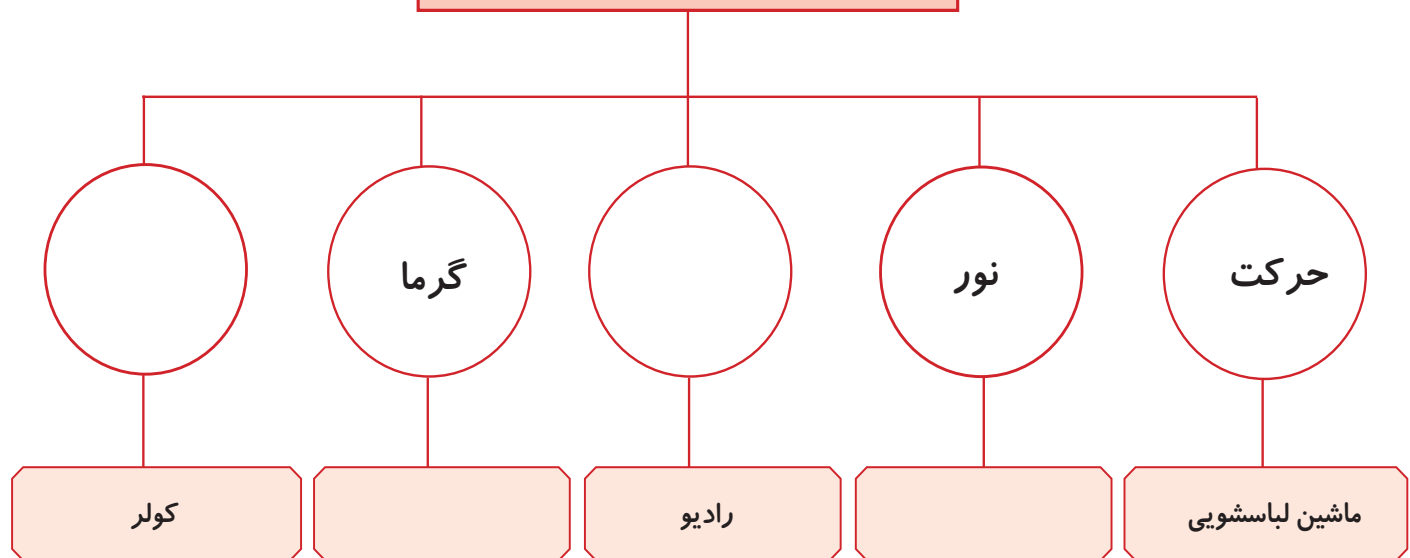 حرکت
نور
گرما
ماشین لباسشویی
رادیو
کولر